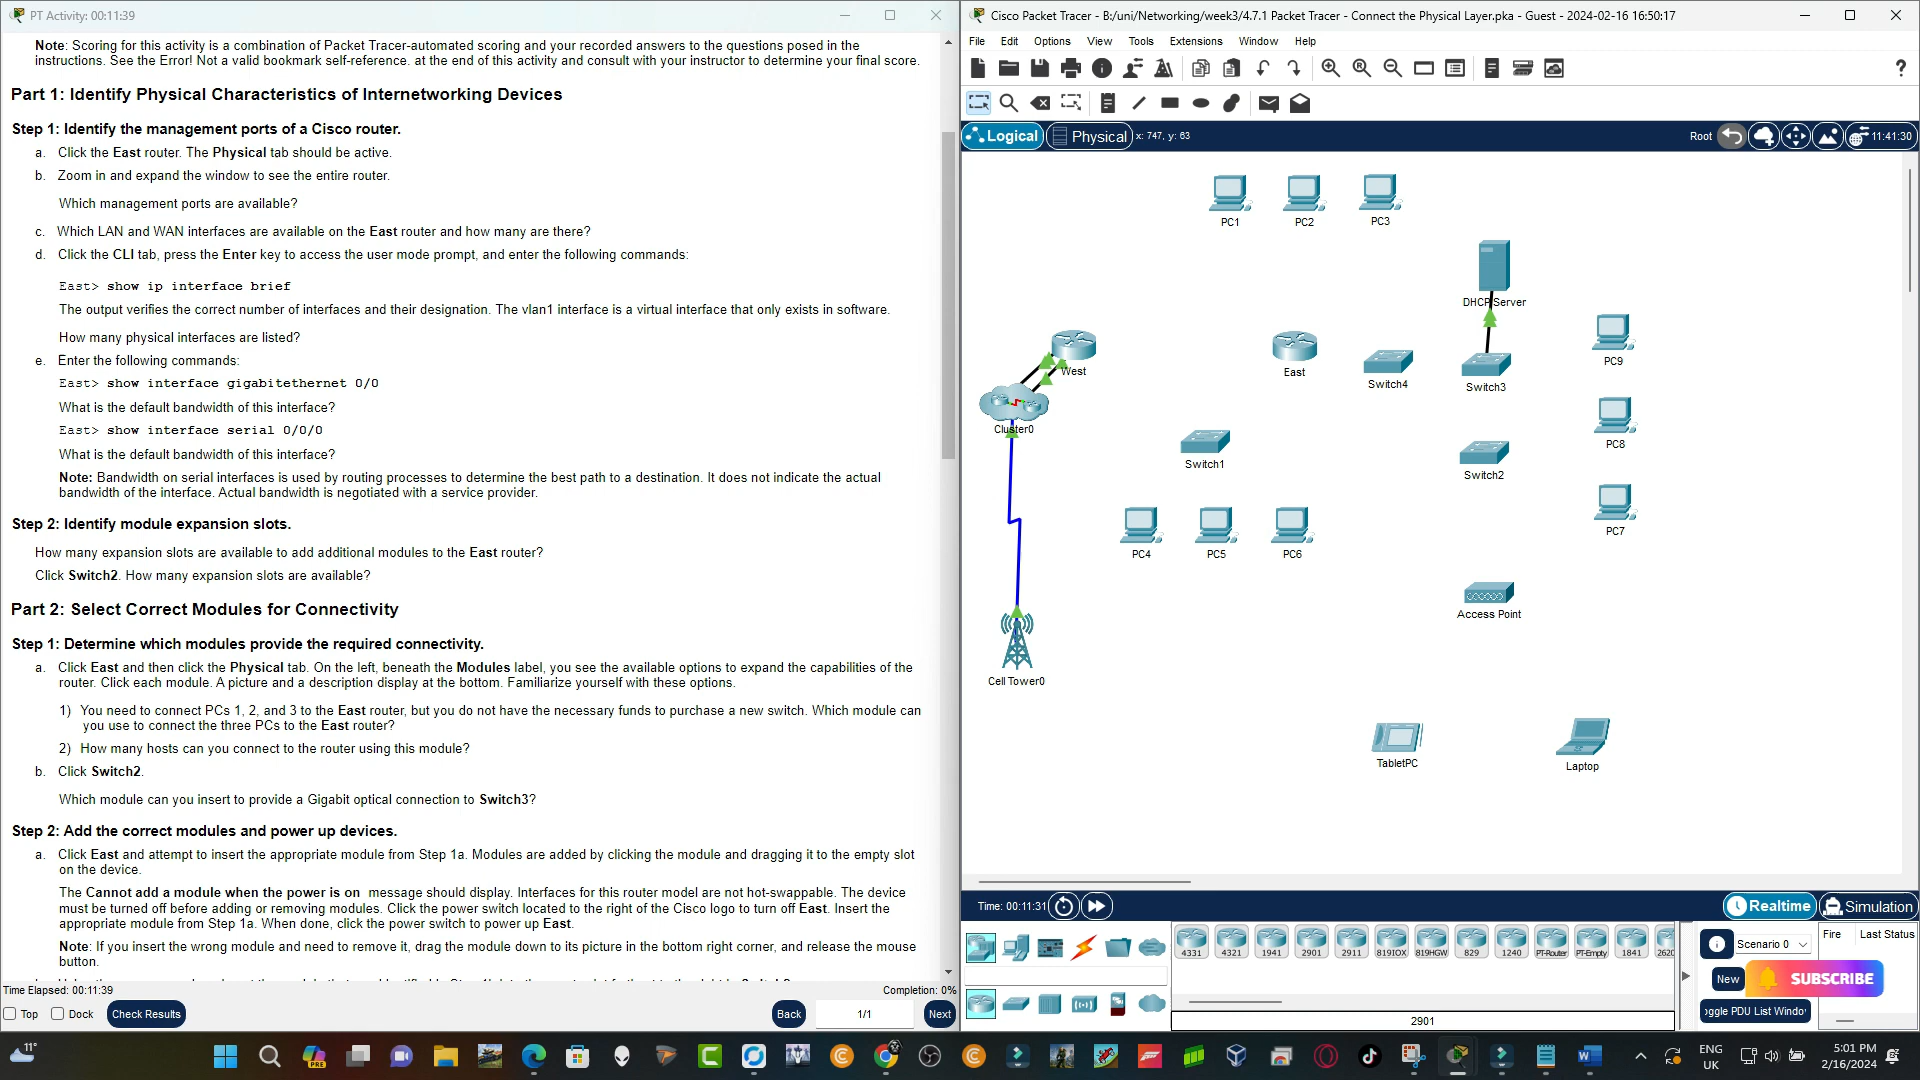 PT Activity: 00:11:39
Note: Scoring for this activity is a combination of Packet Tracer-automated scoring and your recorded answers to the questions posed in the
instructions. See the Error! Not a valid bookmark self-reference. at the end of this activity and consult with your instructor to determine your final score.
Part 1: Identify Physical Characteristics of Internetworking Devices
Step 1: Identify the management ports of a Cisco router.
a. Click the East router. The Physical tab should be active.
b. Zoom in and expand the window to see the entire router.
Which management ports are available?
c. Which LAN and WAN interfaces are available on the East router and how many are there?
d. Click the CLI tab, press the Enter key to access the user mode prompt, and enter the following commands:
East> show ip interface brief
The output verifies the correct number of interfaces and their designation. The vlan1 interface is a virtual interface that only exists in software.
How many physical interfaces are listed?
e. Enter the following commands:
East> show interface gigabitethernet 0/0
What is the default bandwidth of this interface?
East> show interface serial 0/0/0
What is the default bandwidth of this interface?
Note: Bandwidth on serial interfaces is used by routing processes to determine the best path to a destination. It does not indicate the actual
bandwidth of the interface. Actual bandwidth is negotiated with a service provider.
Step 2: Identify module expansion slots.
How many expansion slots are available to add additional modules to the East router?
Click Switch2. How many expansion slots are available?
Part 2: Select Correct Modules for Connectivity
Step 1: Determine which modules provide the required connectivity.
a. Click East and then click the Physical tab. On the left, beneath the Modules label, you see the available options to expand the capabilities of the
router. Click each module. A picture and a description display at the bottom. Familiarize yourself with these options.
1) You need to connect PCs 1, 2, and 3 to the East router, but you do not have the necessary funds to purchase a new switch. Which module can
you use to connect the three PCs to the East router?
2) How many hosts can you connect to the router using this module?
b. Click Switch2.
Which module can you insert to provide a Gigabit optical connection to Switch3?
Step 2: Add the correct modules and power up devices.
a. Click East and attempt to insert the appropriate module from Step 1a. Modules are added by clicking the module and dragging it to the empty slot
on the device.
The Cannot add a module when the power is on message should display. Interfaces for this router model are not hot-swappable. The device
must be turned off before adding or removing modules. Click the power switch located to the right of the Cisco logo to turn off East. Insert the
appropriate module from Step 1a. When done, click the power switch to power up East.
Note: If you insert the wrong module and need to remove it, drag the module down to its picture in the bottom right corner, and release the mouse
button.
Time Elapsed: 00:11:39
Completion: 0%
Top
Dock
Check Results
Back
1/1
Next
Cisco Packet Tracer - B:/uni/Networking/week3/4.7.1 Packet Tracer - Connect the Physical Layer.pka - Guest - 2024-02-16 16:50:17
File Edit Options View Tools Extensions Window Help
?
Logical
Physical
x: 747, y: 63
Root
11:41:30
PC1
PC2
PC3
DHCP Server
PC9
West
East
Switch4
Switch3
Cluster0
PC8
Switch1
Switch2
PC7
PC4
PC5
PC6
Access Point
Cell Tower0
TabletPC
Laptop
Time: 00:11:31
Realtime
Simulation
4331 4321 1941 2901 2911 819IOX 819HGW 829 1240 PT-Router PT-Empty 1841 2620
2901
Scenario 0
Fire Last Status
New
SUBSCRIBE
oggle PDU List Windo
11°
PRE
ENG
UK
5:01 PM
2/16/2024